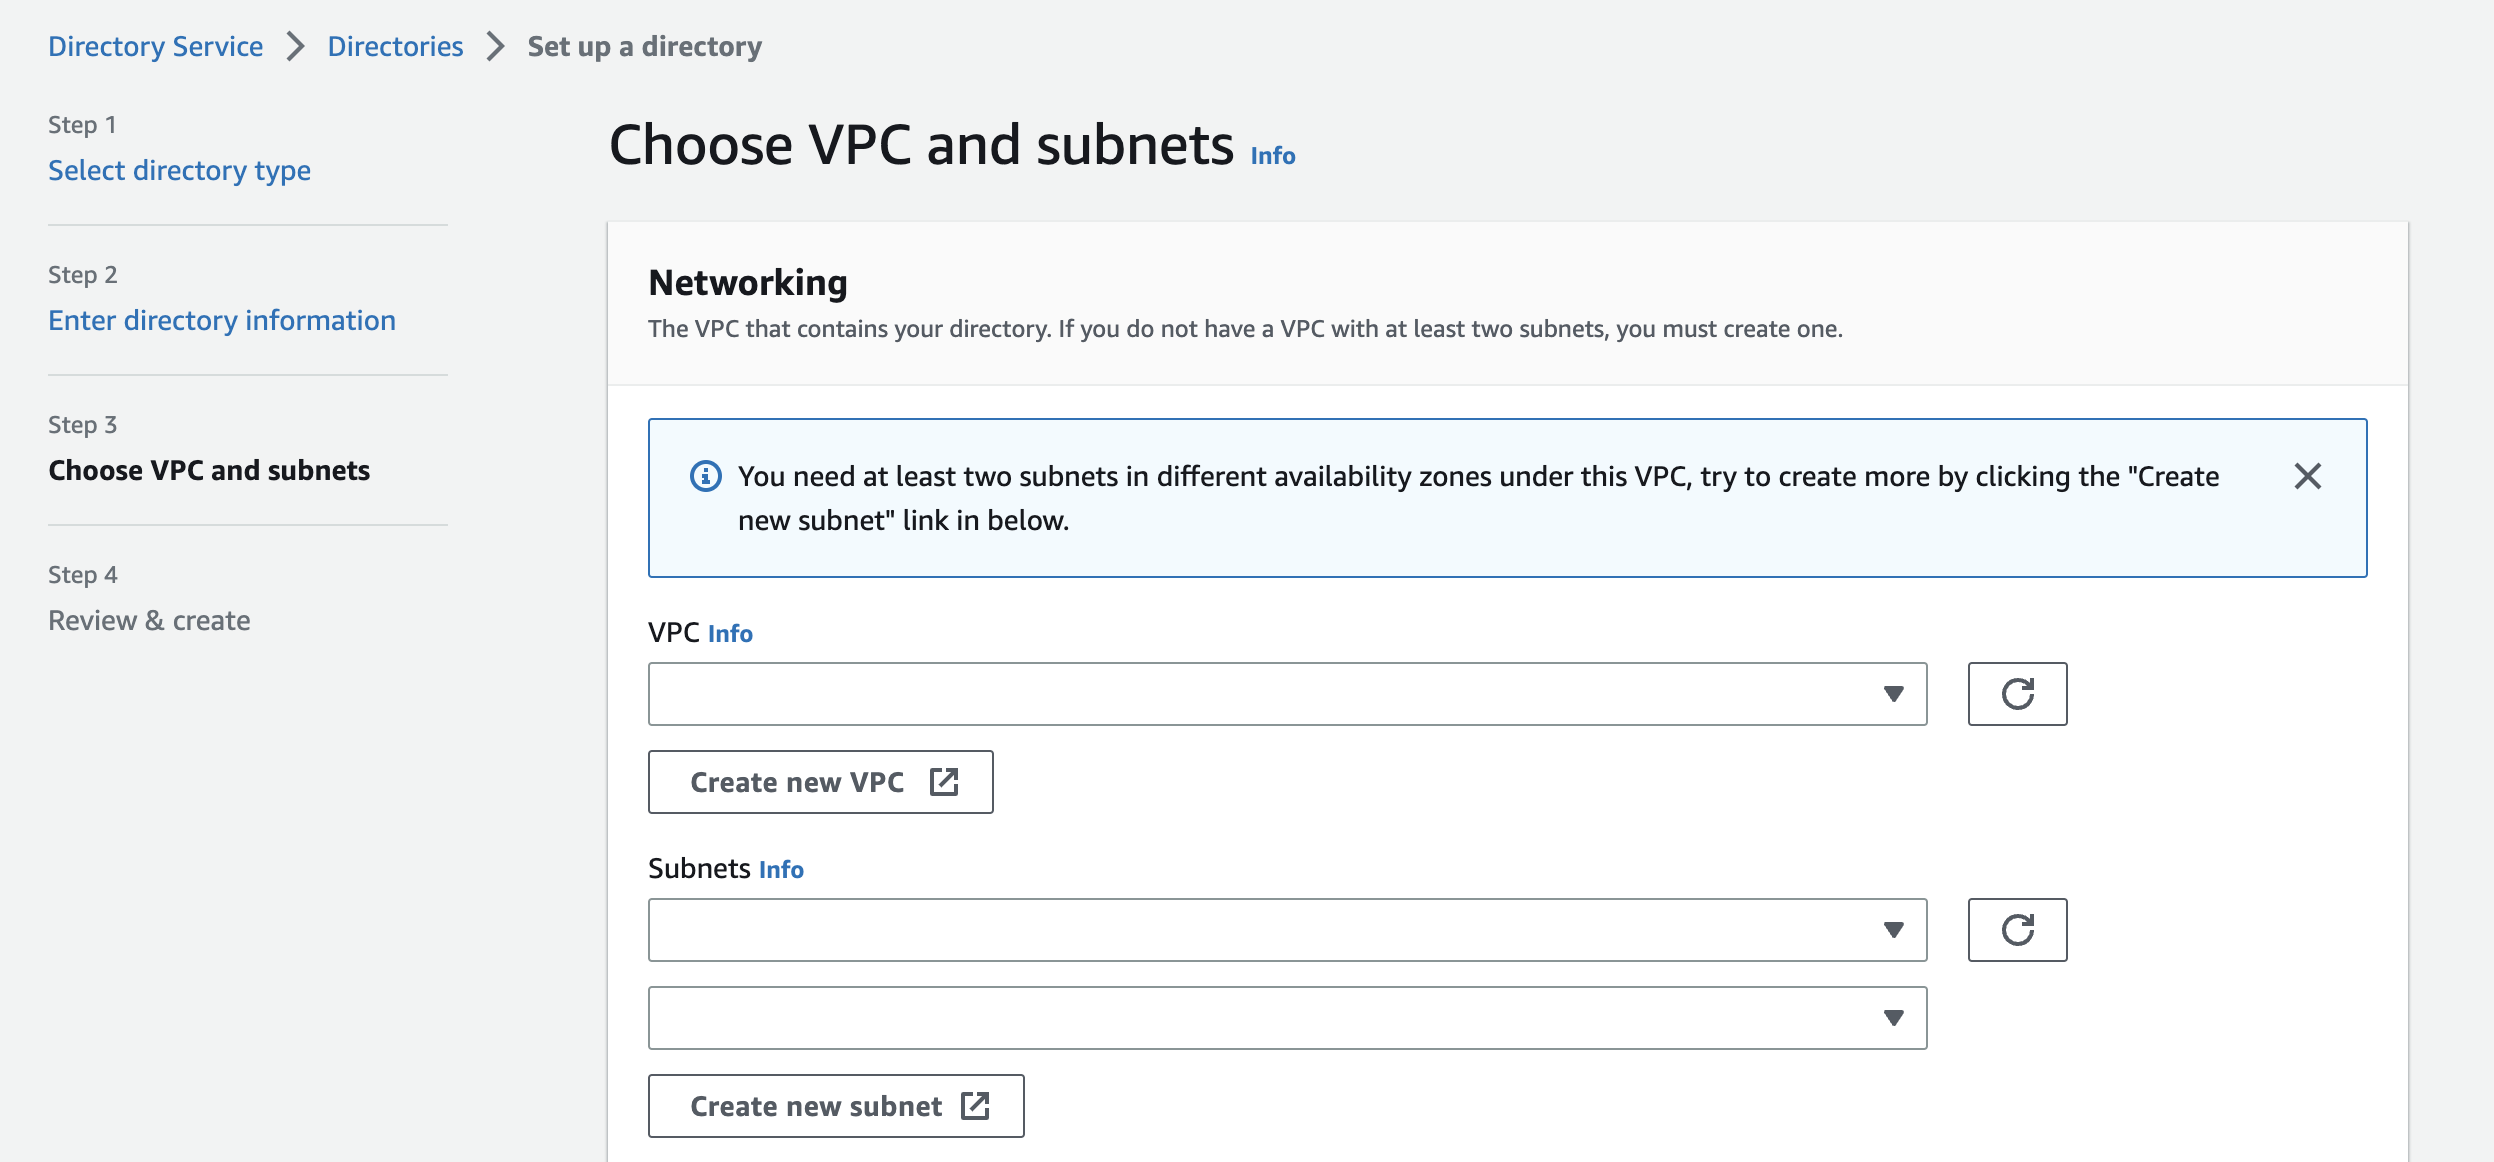 Directory Service > Directories > Set up a directory
Step 1
Select directory type
Step 2
Enter directory information
Step 3
Choose VPC and subnets
Step 4
Review & create
Choose VPC and subnets Info
Networking
The VPC that contains your directory. If you do not have a VPC with at least two subnets, you must create one.
You need at least two subnets in different availability zones under this VPC, try to create more by clicking the "Create
new subnet" link in below.
VPC Info
Create new VPC
Subnets Info
Create new subnet